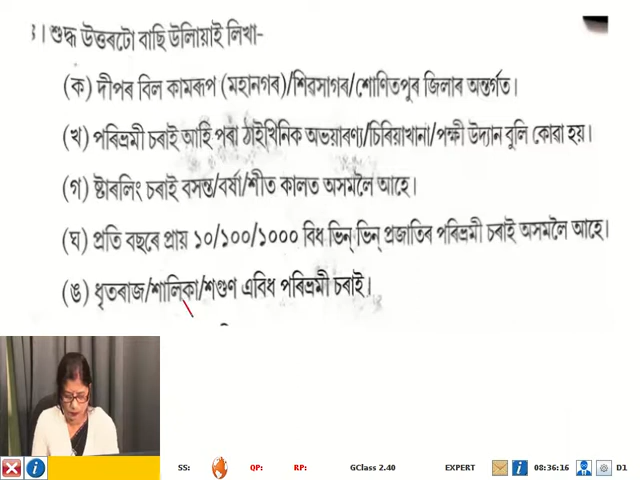 ৪। শুদ্ধ উত্তৰটো বাছি উলিয়াই লিখা-
(ক) দীপৰ বিল কামৰূপ (মহানগৰ)/শিৱসাগৰ/শোণিতপুৰ জিলাৰ অন্তৰ্গত।
(খ) পৰিভ্ৰমী চৰাই আহি পৰা ঠাইখিনিক অভয়াৰণ্য/চিৰিয়াখানা/পক্ষী উদ্যান বুলি কোৱা হয়।
(গ) ষ্টাৰলিং চৰাই বসন্ত/বৰ্ষা/শীত কালত অসমলৈ আহে।
(ঘ) প্ৰতি বছৰে প্ৰায় ১০/১০০/১০০০ বিধ ভিন্ ভিন্ প্ৰজাতিৰ পৰিভ্ৰমী চৰাই অসমলৈ আহে।
(ঙ) ধৃতৰাজ/শালিকা/শগুণ এবিধ পৰিভ্ৰমী চৰাই।
SS: QP: RP: GClass 2.40 EXPERT 08:36:16 D1